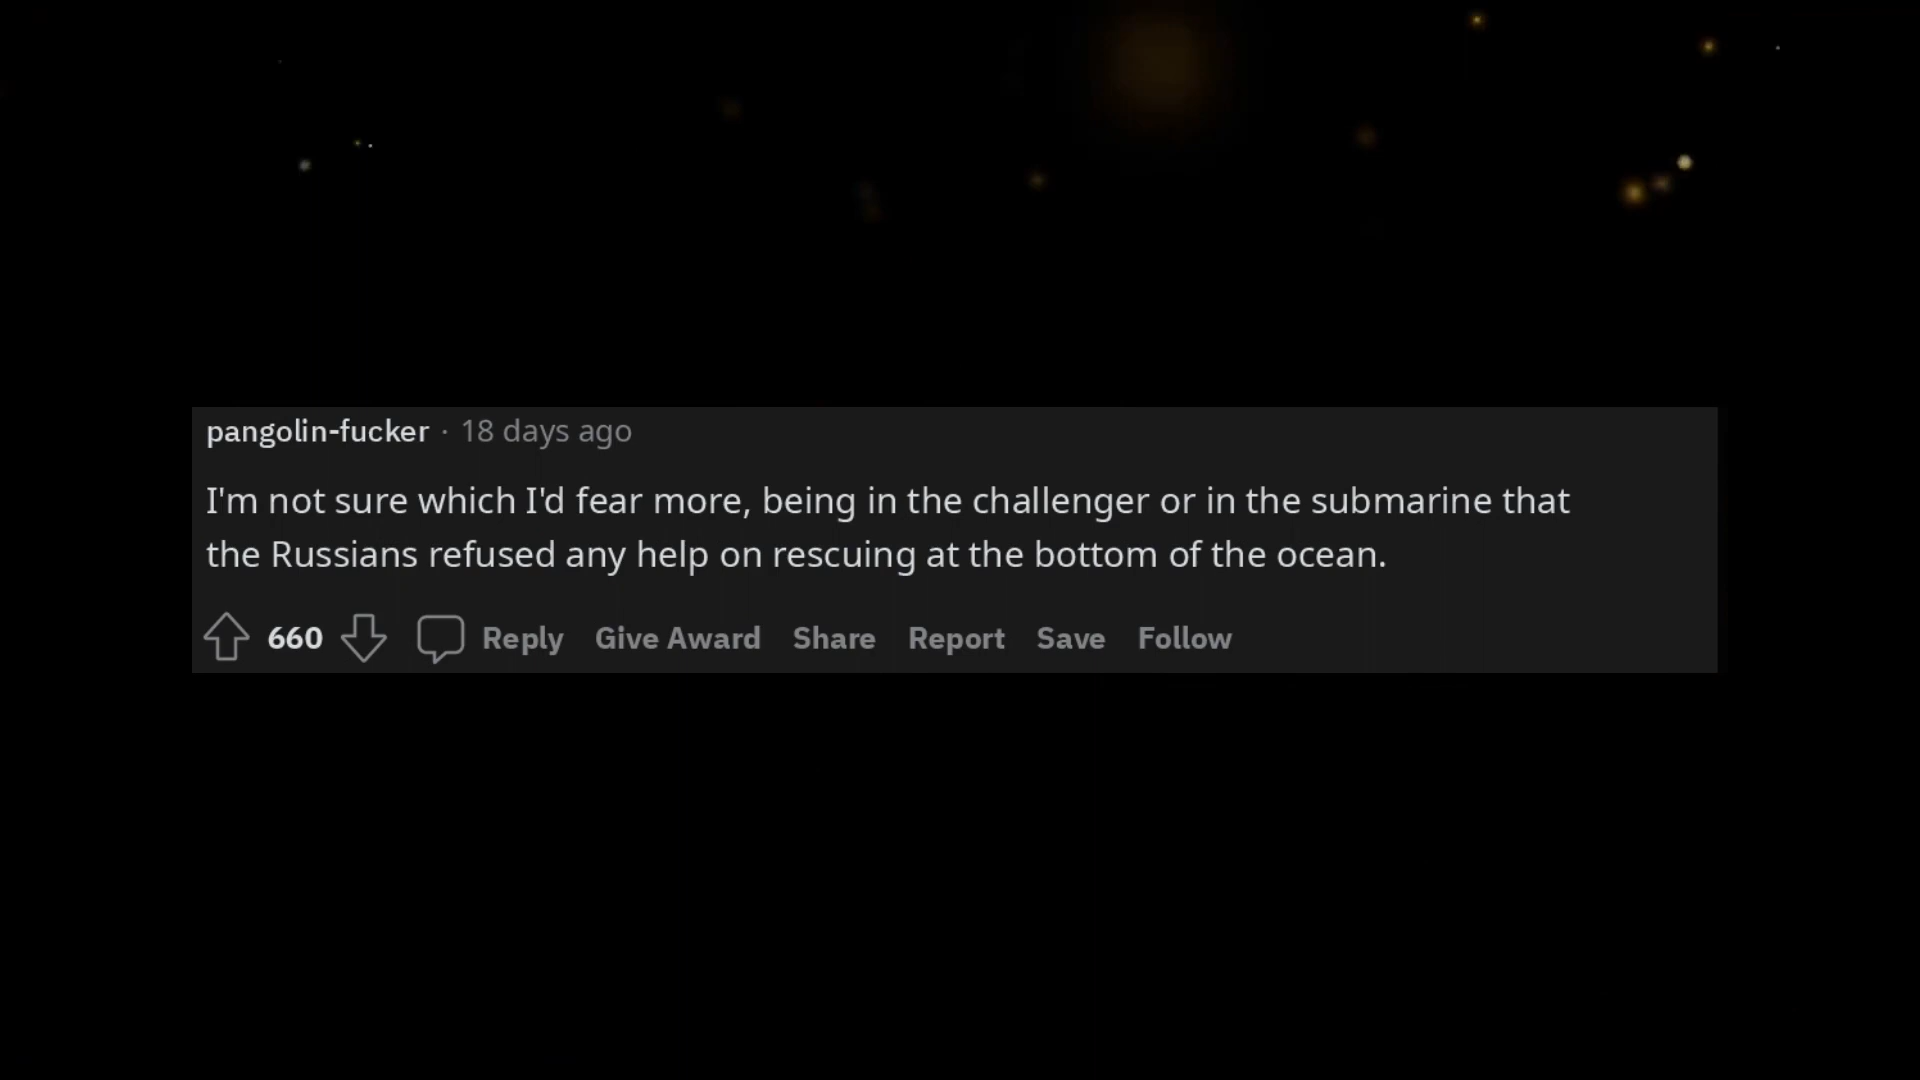 pangolin-fucker · 18 days ago
I'm not sure which I'd fear more, being in the challenger or in the submarine that
the Russians refused any help on rescuing at the bottom of the ocean.
660 Reply Give Award Share Report Save Follow